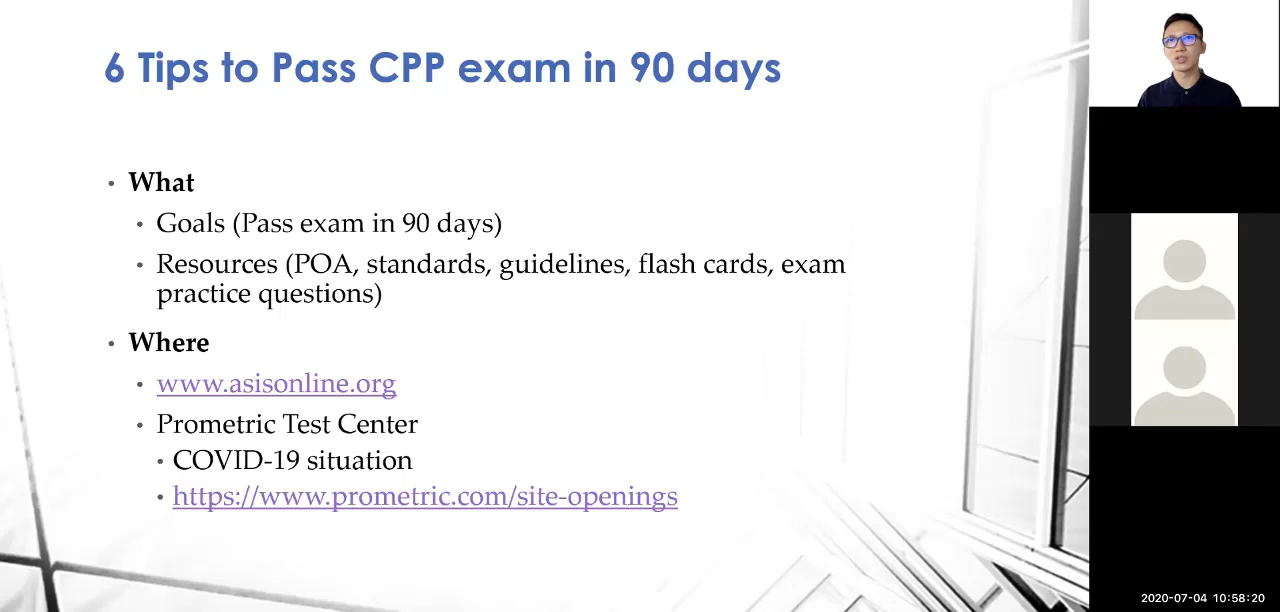 6 Tips to Pass CPP exam in 90 days
• What
• Goals (Pass exam in 90 days)
• Resources (POA, standards, guidelines, flash cards, exam
practice questions)
• Where
• www.asisonline.org
• Prometric Test Center
• COVID-19 situation
• https://www.prometric.com/site-openings
2020-07-04 10:58:20